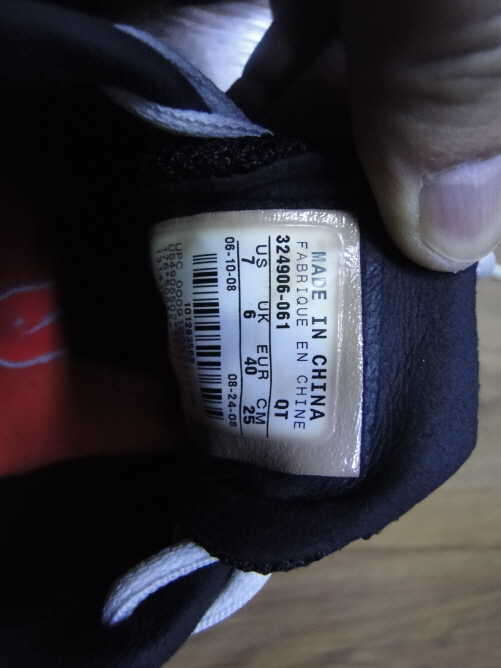 MADE IN CHINA
FABRIQUE EN CHINE
324906-061 QT
US UK EUR CM
7 6 40 25
06-10-08 08-24-08
UPC